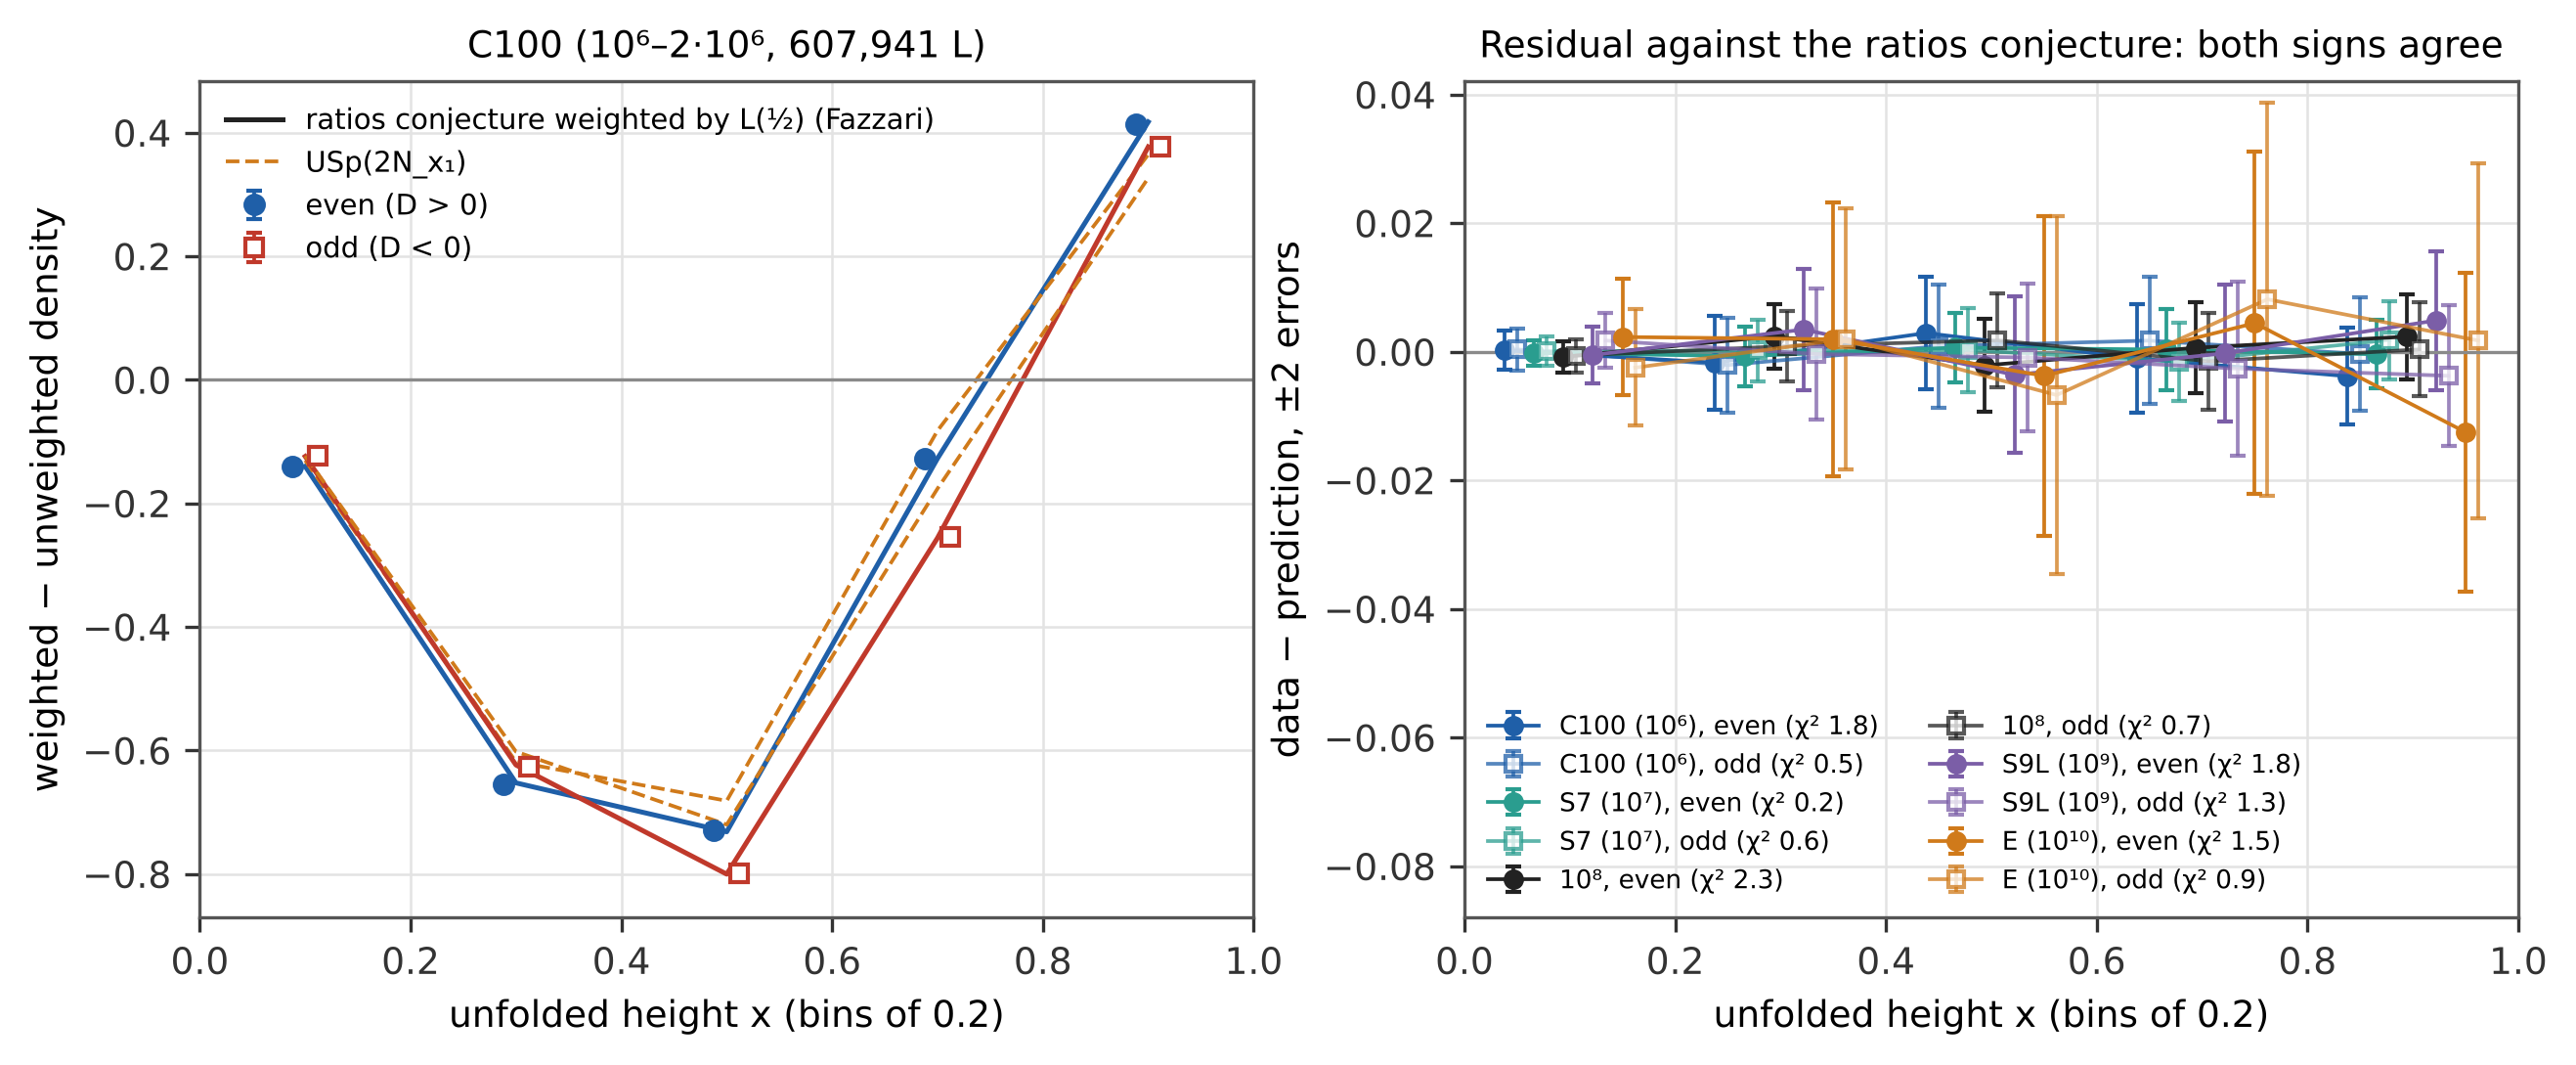 C100 (10⁶–2·10⁶, 607,941 L)
weighted − unweighted density
0.4
0.2
0.0
−0.2
−0.4
−0.6
−0.8
ratios conjecture weighted by L(½) (Fazzari)
USp(2N_x₁)
even (D > 0)
odd (D < 0)
0.0 0.2 0.4 0.6 0.8 1.0
unfolded height x (bins of 0.2)
Residual against the ratios conjecture: both signs agree
data − prediction, ±2 errors
0.04
0.02
0.00
−0.02
−0.04
−0.06
−0.08
C100 (10⁶), even (χ² 1.8)
C100 (10⁶), odd (χ² 0.5)
S7 (10⁷), even (χ² 0.2)
S7 (10⁷), odd (χ² 0.6)
10⁸, even (χ² 2.3)
10⁸, odd (χ² 0.7)
S9L (10⁹), even (χ² 1.8)
S9L (10⁹), odd (χ² 1.3)
E (10¹⁰), even (χ² 1.5)
E (10¹⁰), odd (χ² 0.9)
0.0 0.2 0.4 0.6 0.8 1.0
unfolded height x (bins of 0.2)